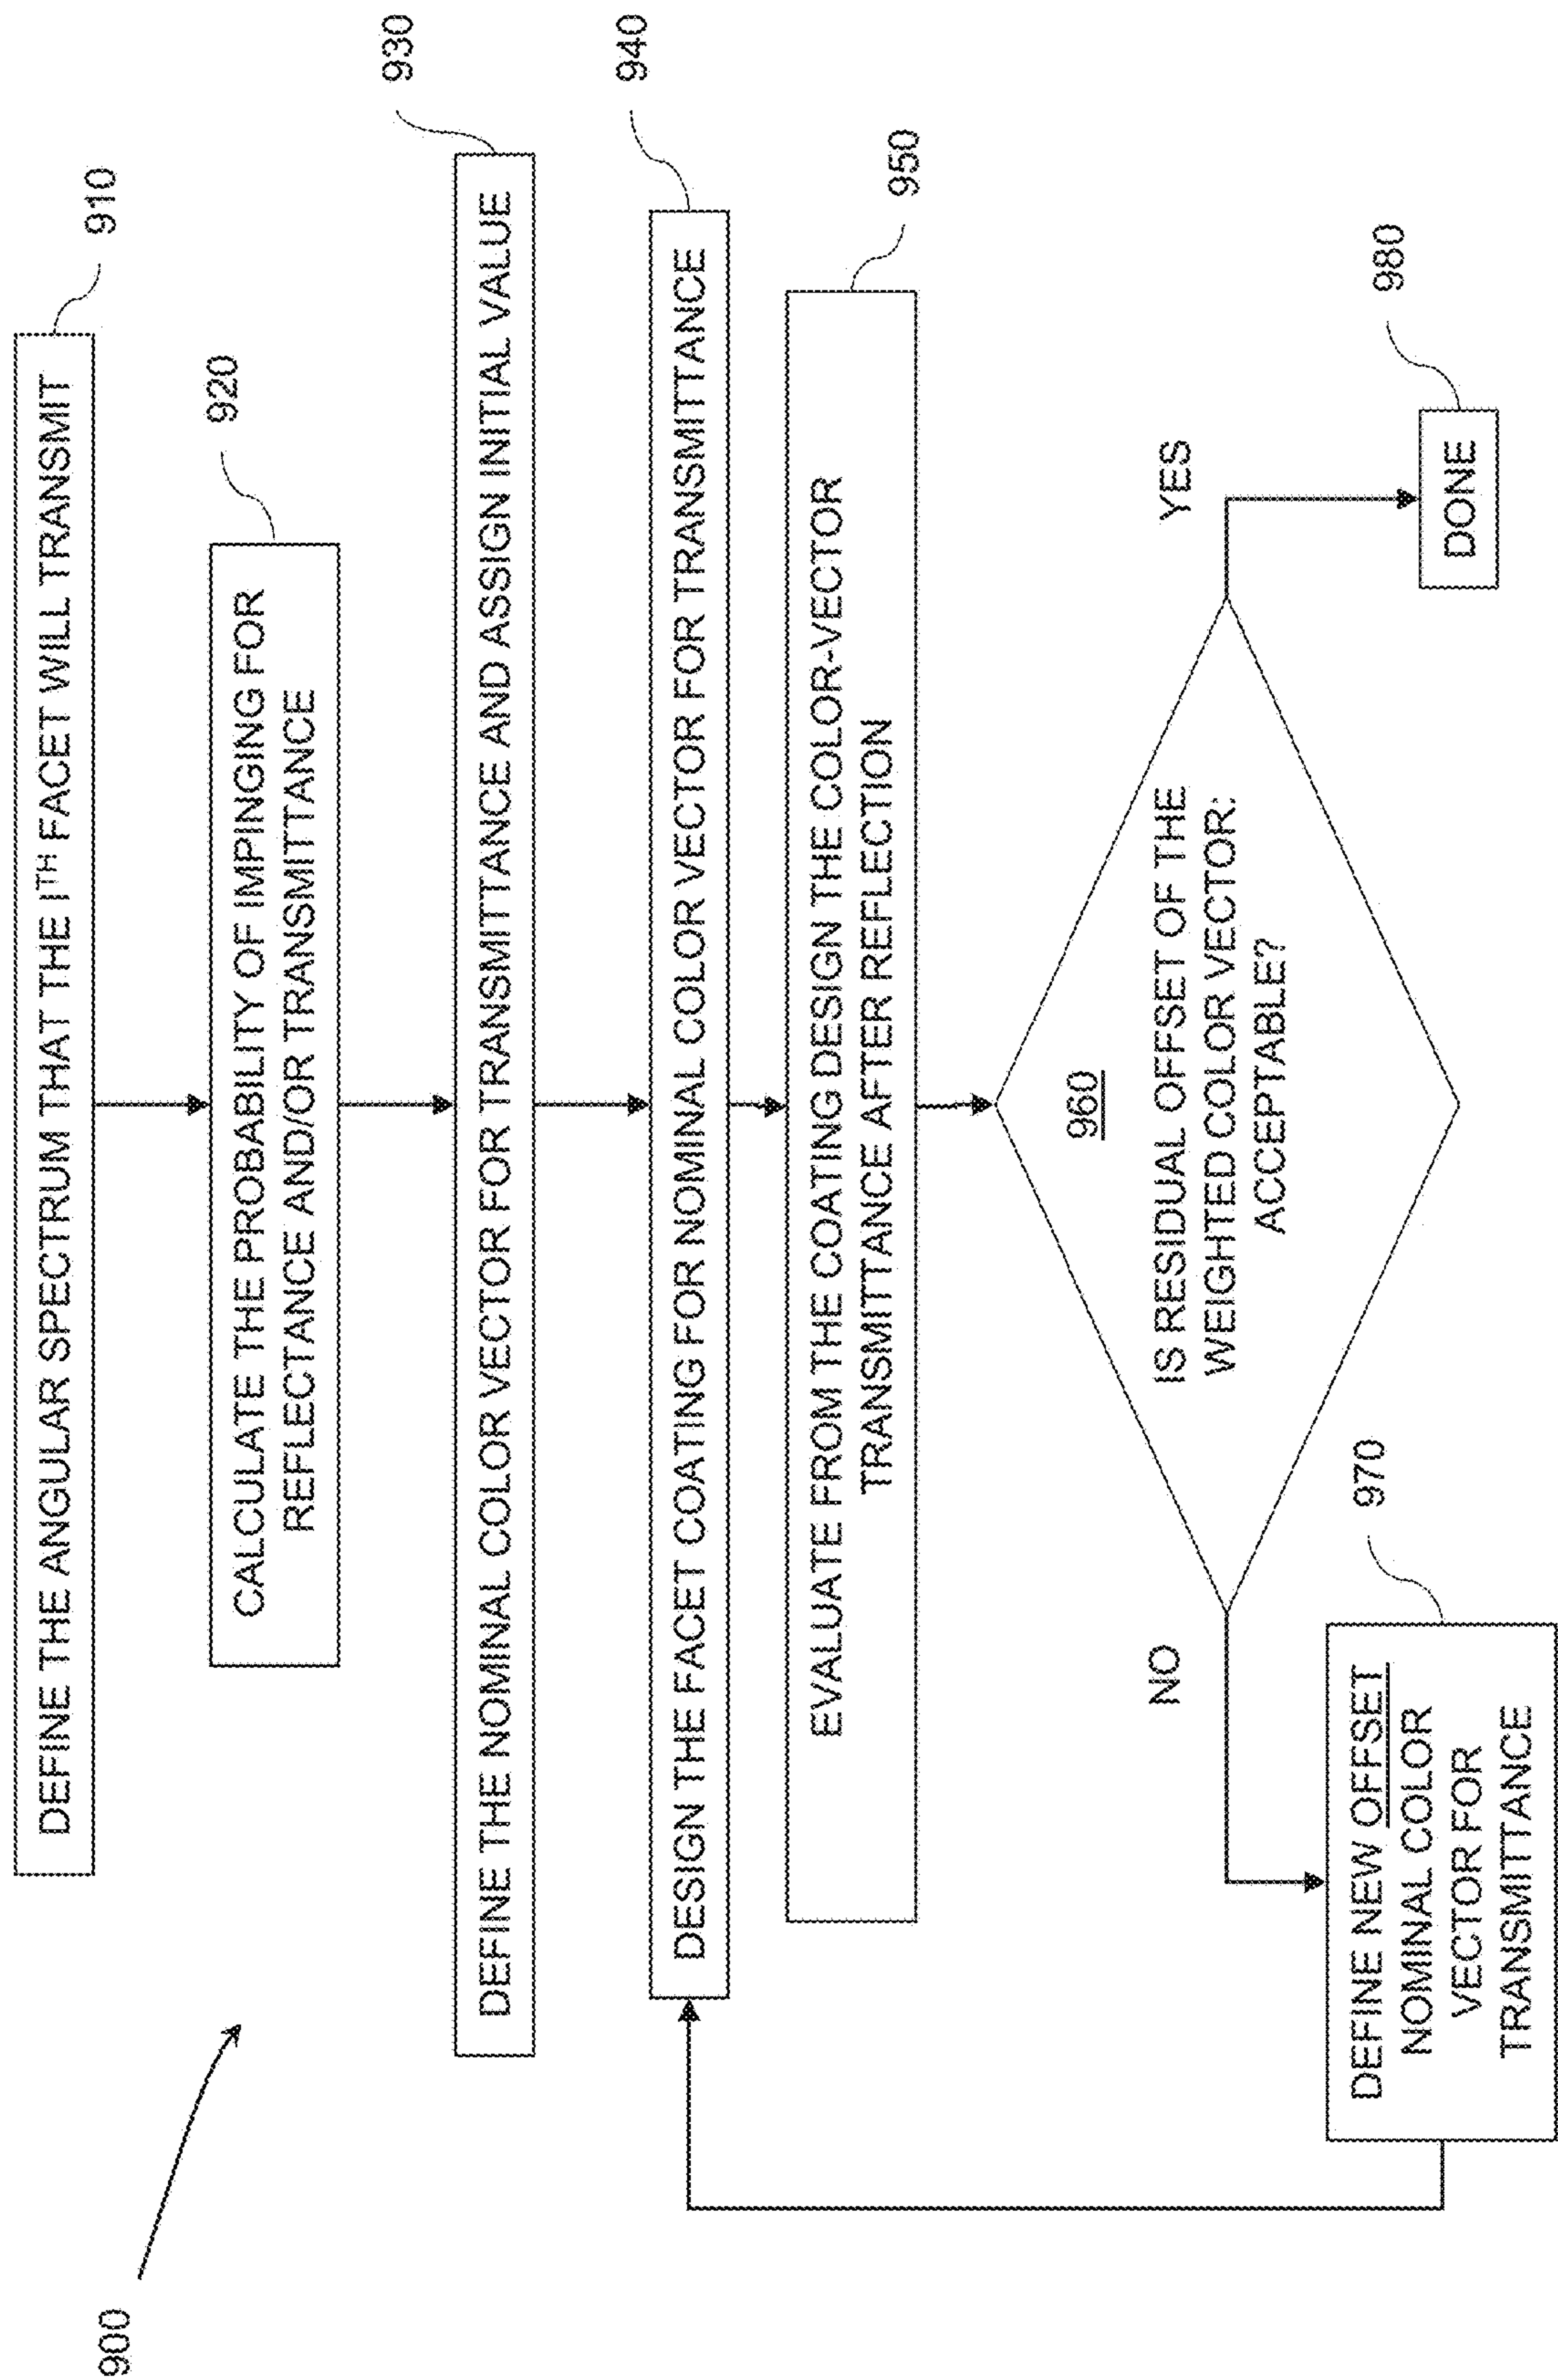 900
DEFINE THE ANGULAR SPECTRUM THAT THE ITH FACET WILL TRANSMIT
910
CALCULATE THE PROBABILITY OF IMPINGING FOR
REFLECTANCE AND/OR TRANSMITTANCE
920
DEFINE THE NOMINAL COLOR VECTOR FOR TRANSMITTANCE AND ASSIGN INITIAL VALUE
930
DESIGN THE FACET COATING FOR NOMINAL COLOR VECTOR FOR TRANSMITTANCE
940
EVALUATE FROM THE COATING DESIGN THE COLOR-VECTOR
TRANSMITTANCE AFTER REFLECTION
950
960
IS RESIDUAL OFFSET OF THE
WEIGHTED COLOR VECTOR:
ACCEPTABLE?
NO
YES
DEFINE NEW OFFSET
NOMINAL COLOR
VECTOR FOR
TRANSMITTANCE
970
DONE
980